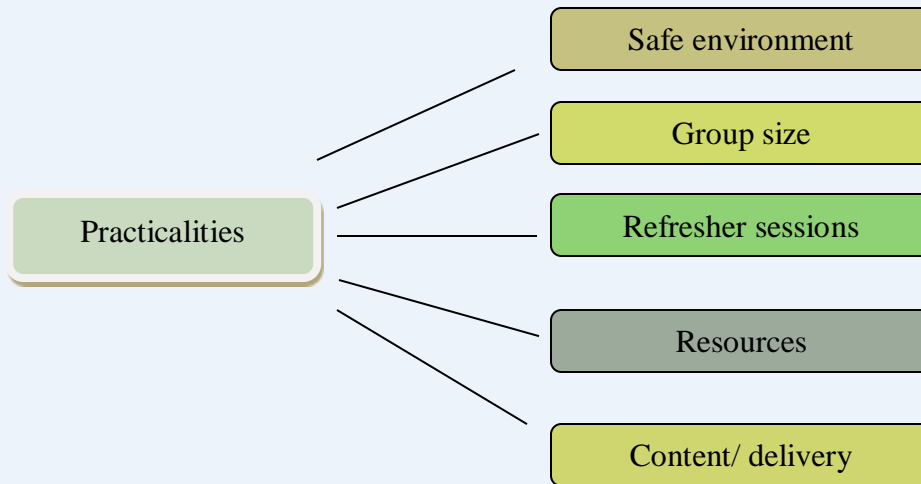 Safe environment
Group size
Practicalities
Refresher sessions
Resources
Content/ delivery